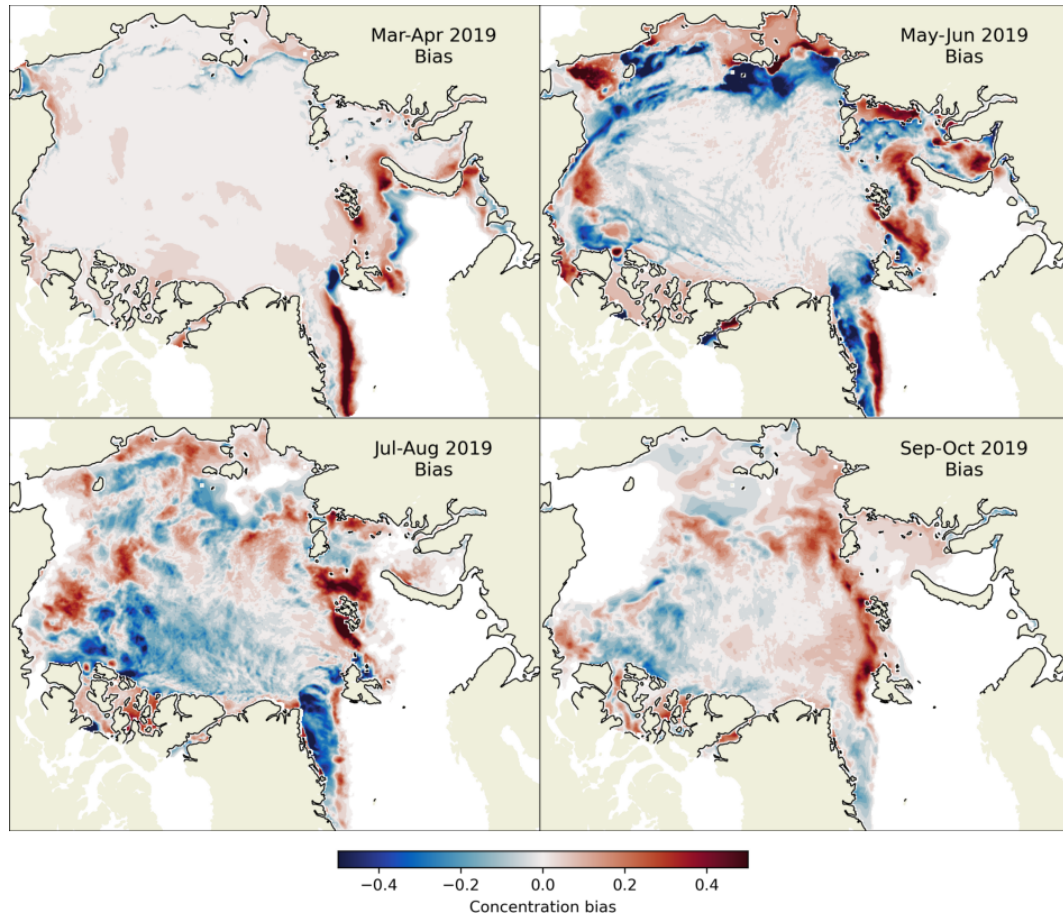 Mar-Apr 2019
Bias
May-Jun 2019
Bias
Jul-Aug 2019
Bias
Sep-Oct 2019
Bias
−0.4
−0.2
0.0
0.2
0.4
Concentration bias